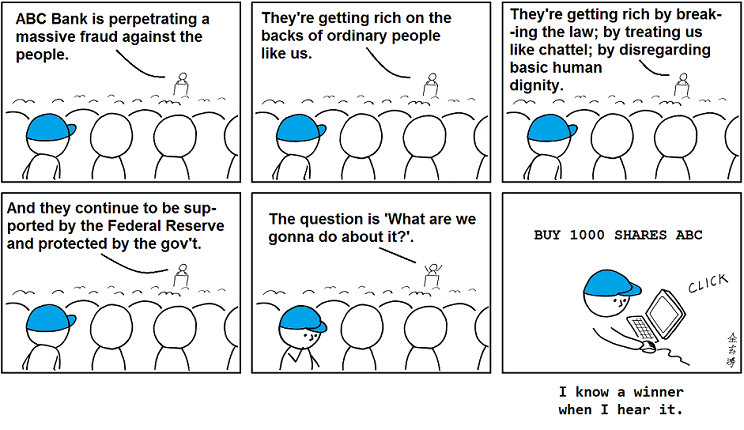 ABC Bank is perpetrating a
massive fraud against the
people.
They're getting rich on the
backs of ordinary people
like us.
They're getting rich by break-
-ing the law; by treating us
like chattel; by disregarding
basic human
dignity.
And they continue to be sup-
ported by the Federal Reserve
and protected by the gov't.
The question is 'What are we
gonna do about it?'.
BUY 1000 SHARES ABC
CLICK
I know a winner
when I hear it.